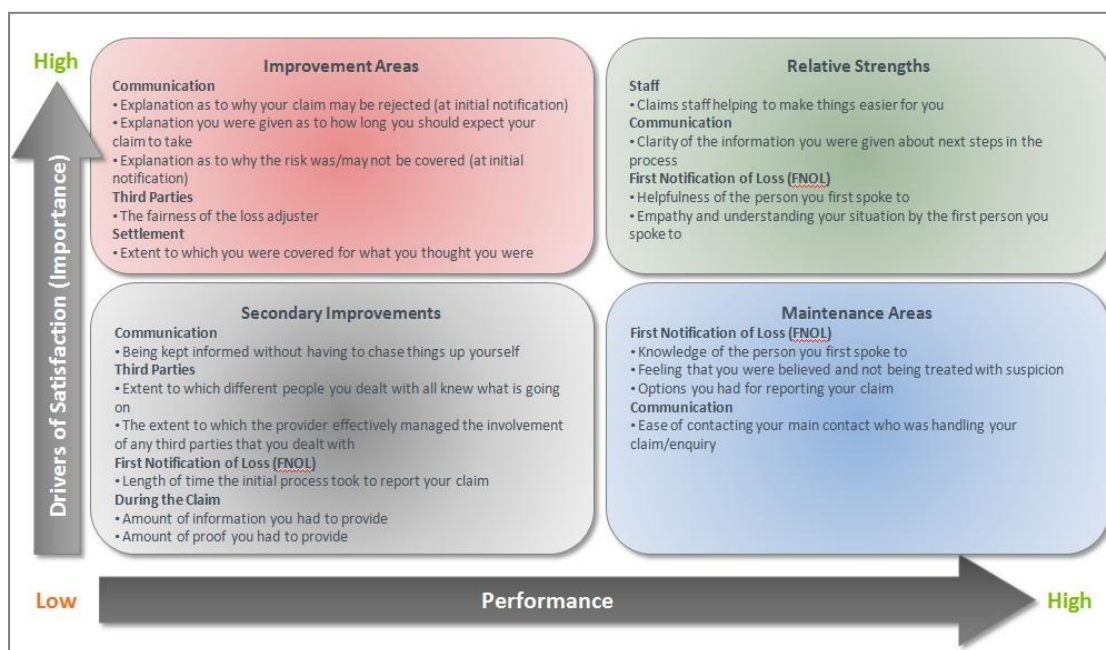 High
Drivers of Satisfaction (Importance)
Improvement Areas
Communication
• Explanation as to why your claim may be rejected (at initial notification)
• Explanation you were given as to how long you should expect your
claim to take
• Explanation as to why the risk was/may not be covered (at initial
notification)
Third Parties
• The fairness of the loss adjuster
Settlement
• Extent to which you were covered for what you thought you were
Relative Strengths
Staff
• Claims staff helping to make things easier for you
Communication
• Clarity of the information you were given about next steps in the
process
First Notification of Loss (FNOL)
• Helpfulness of the person you first spoke to
• Empathy and understanding your situation by the first person you
spoke to
Secondary Improvements
Communication
• Being kept informed without having to chase things up yourself
Third Parties
• Extent to which different people you dealt with all knew what is going
on
• The extent to which the provider effectively managed the involvement
of any third parties that you dealt with
First Notification of Loss (FNOL)
• Length of time the initial process took to report your claim
During the Claim
• Amount of information you had to provide
• Amount of proof you had to provide
Maintenance Areas
First Notification of Loss (FNOL)
• Knowledge of the person you first spoke to
• Feeling that you were believed and not being treated with suspicion
• Options you had for reporting your claim
Communication
• Ease of contacting your main contact who was handling your
claim/enquiry
Low
Performance
High